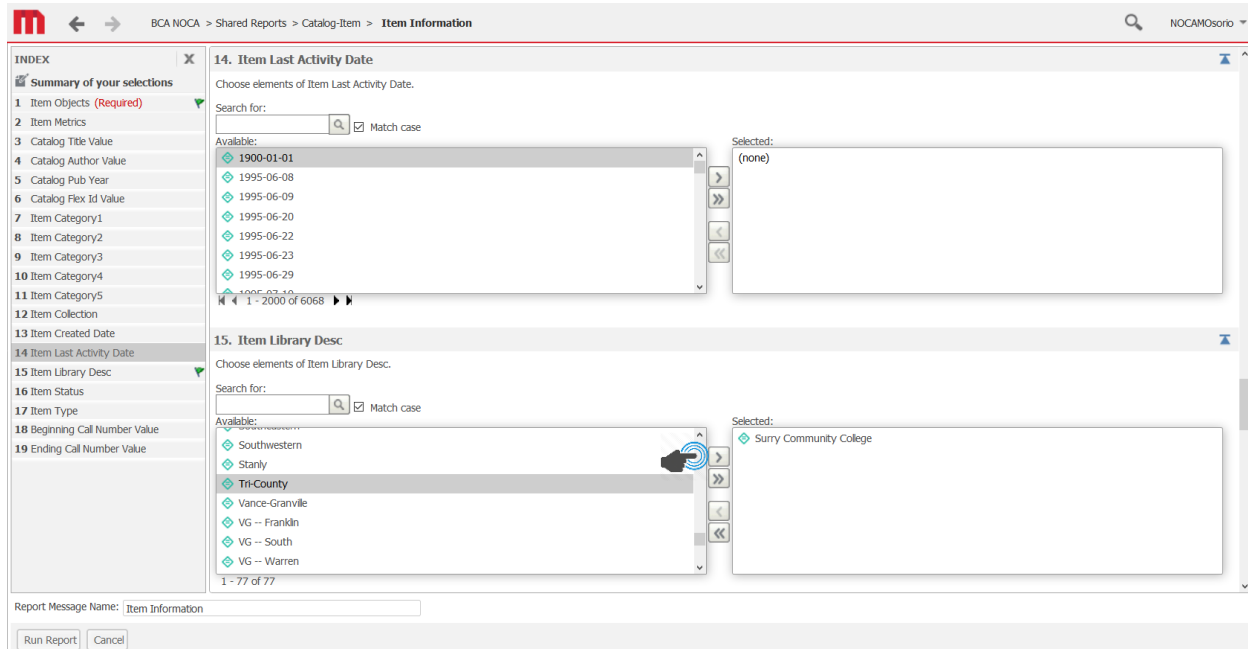 BCA NOCA > Shared Reports > Catalog-Item > Item Information
NOCAMOsorio
INDEX X
Summary of your selections
1 Item Objects (Required)
2 Item Metrics
3 Catalog Title Value
4 Catalog Author Value
5 Catalog Pub Year
6 Catalog Flex Id Value
7 Item Category1
8 Item Category2
9 Item Category3
10 Item Category4
11 Item Category5
12 Item Collection
13 Item Created Date
14 Item Last Activity Date
15 Item Library Desc
16 Item Status
17 Item Type
18 Beginning Call Number Value
19 Ending Call Number Value
14. Item Last Activity Date
Choose elements of Item Last Activity Date.
Search for:
Match case
Available:
1900-01-01
1995-06-08
1995-06-09
1995-06-20
1995-06-22
1995-06-23
1995-06-29
1 - 2000 of 6068
Selected:
(none)
15. Item Library Desc
Choose elements of Item Library Desc.
Search for:
Match case
Available:
Southwestern
Stanly
Tri-County
Vance-Granville
VG -- Franklin
VG -- South
VG -- Warren
1 - 77 of 77
Selected:
Surry Community College
Report Message Name: Item Information
Run Report Cancel